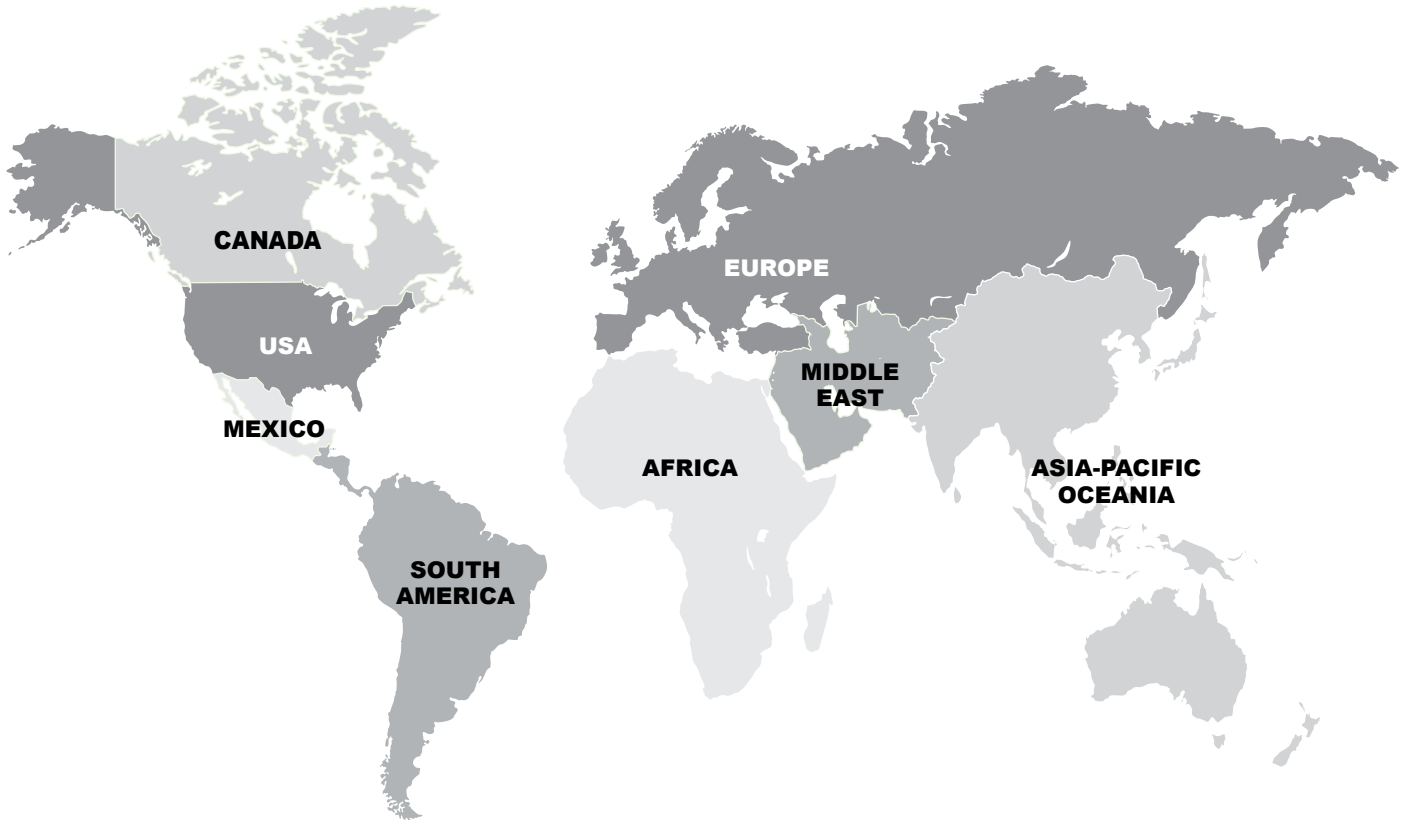 CANADA
EUROPE
USA
MIDDLE
EAST
MEXICO
AFRICA
ASIA-PACIFIC
OCEANIA
SOUTH
AMERICA